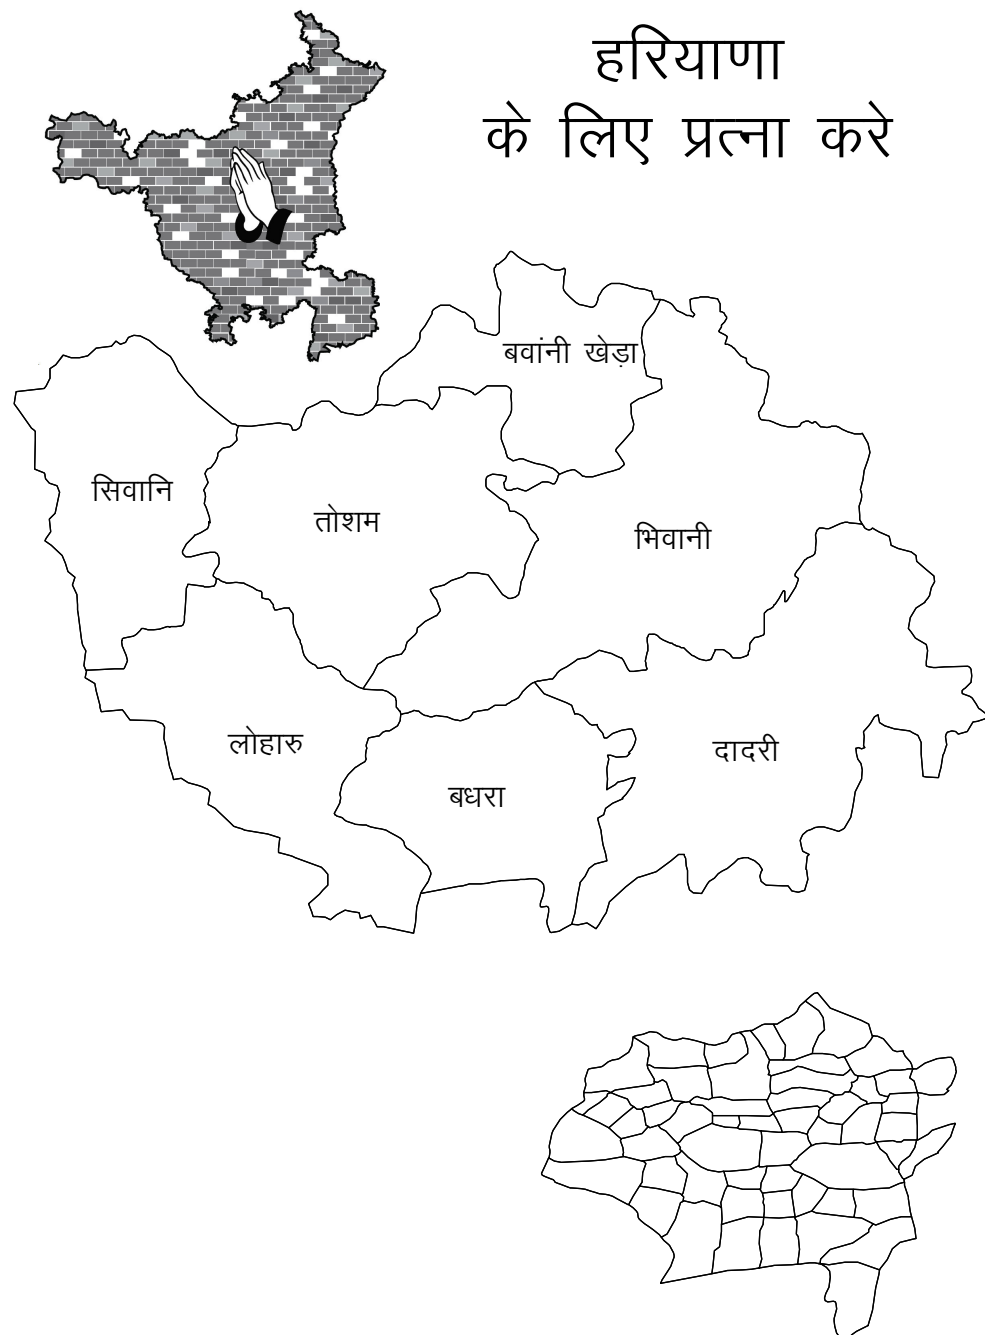 हरियाणा
के लिए प्रत्ना करे
बवांनी खेड़ा
सिवानि
तोशम
भिवानी
लोहारु
दादरी
बधरा